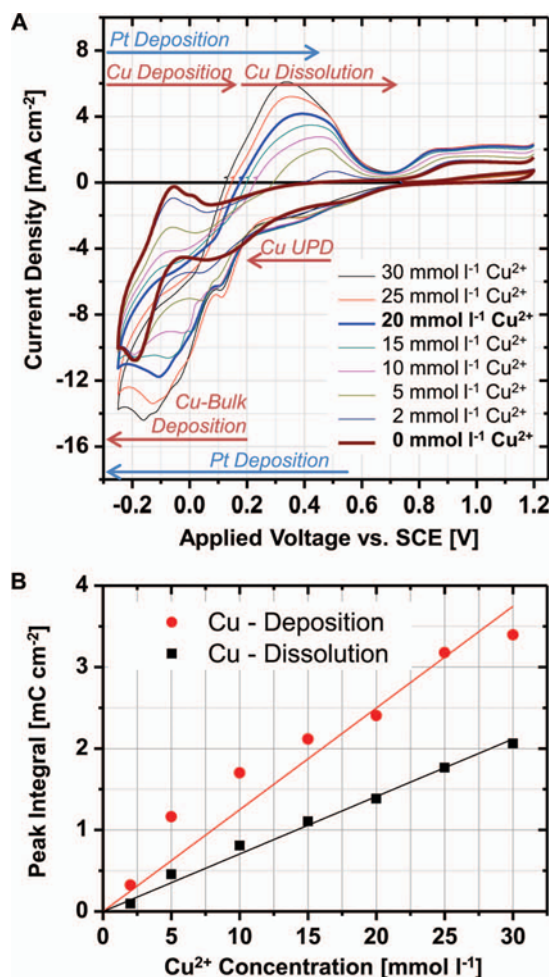 A
Pt Deposition
Cu Deposition
Cu Dissolution
8
4
0
-4
-8
-12
-16
Current Density [mA cm⁻²]
Cu UPD
30 mmol l⁻¹ Cu²⁺
25 mmol l⁻¹ Cu²⁺
20 mmol l⁻¹ Cu²⁺
15 mmol l⁻¹ Cu²⁺
10 mmol l⁻¹ Cu²⁺
5 mmol l⁻¹ Cu²⁺
2 mmol l⁻¹ Cu²⁺
0 mmol l⁻¹ Cu²⁺
Cu-Bulk
Deposition
Pt Deposition
-0.2 0.0 0.2 0.4 0.6 0.8 1.0 1.2
Applied Voltage vs. SCE [V]
B
4
3
2
1
0
Peak Integral [mC cm⁻²]
Cu - Deposition
Cu - Dissolution
0 5 10 15 20 25 30
Cu²⁺ Concentration [mmol l⁻¹]